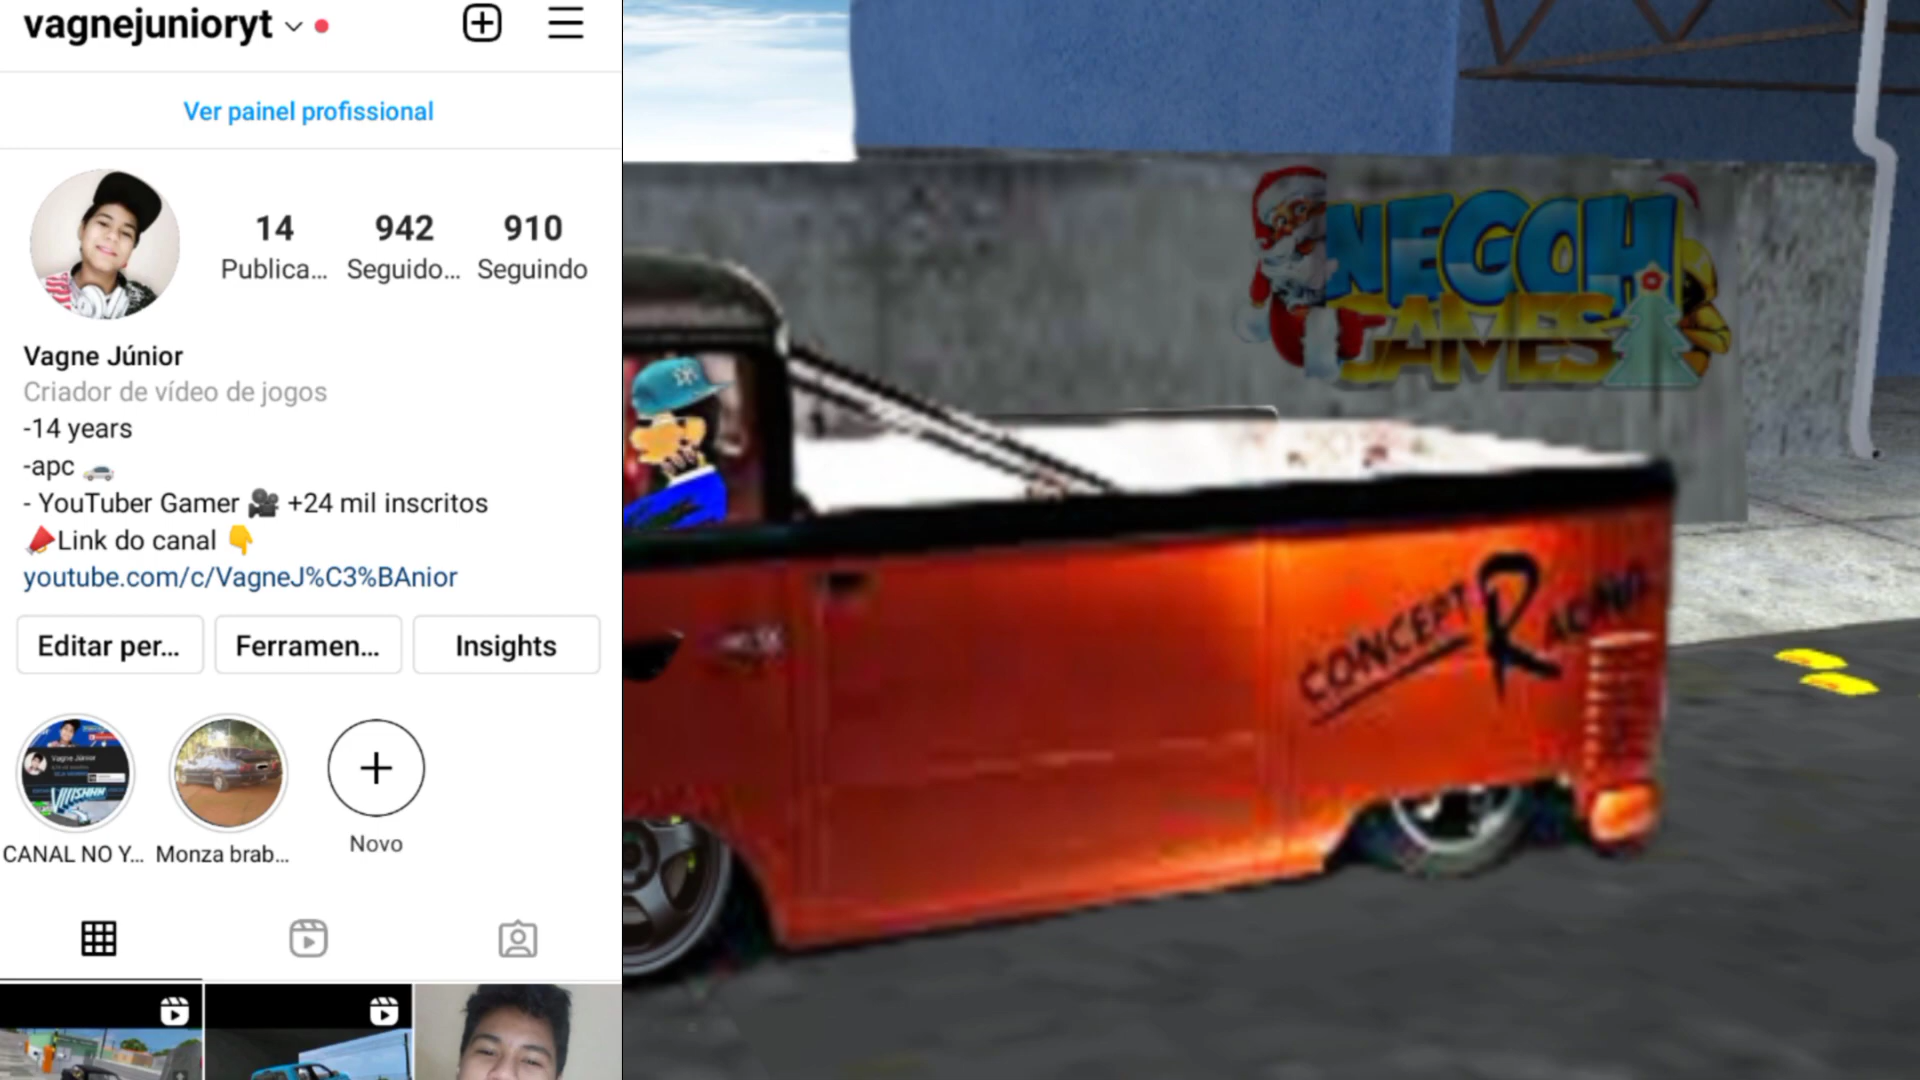 vagnejunioryt
Ver painel profissional
14
942
910
Publica...
Seguido...
Seguindo
Vagne Júnior
Criador de vídeo de jogos
-14 years
-apc 🚗
- YouTuber Gamer 🎥 +24 mil inscritos
📣Link do canal 👇
youtube.com/c/VagneJ%C3%BAnior
Editar per...
Ferramen...
Insights
Vagne Júnior
CANAL NO Y...
Monza brab...
Novo
NEGOH
GAMES
CONCEPT